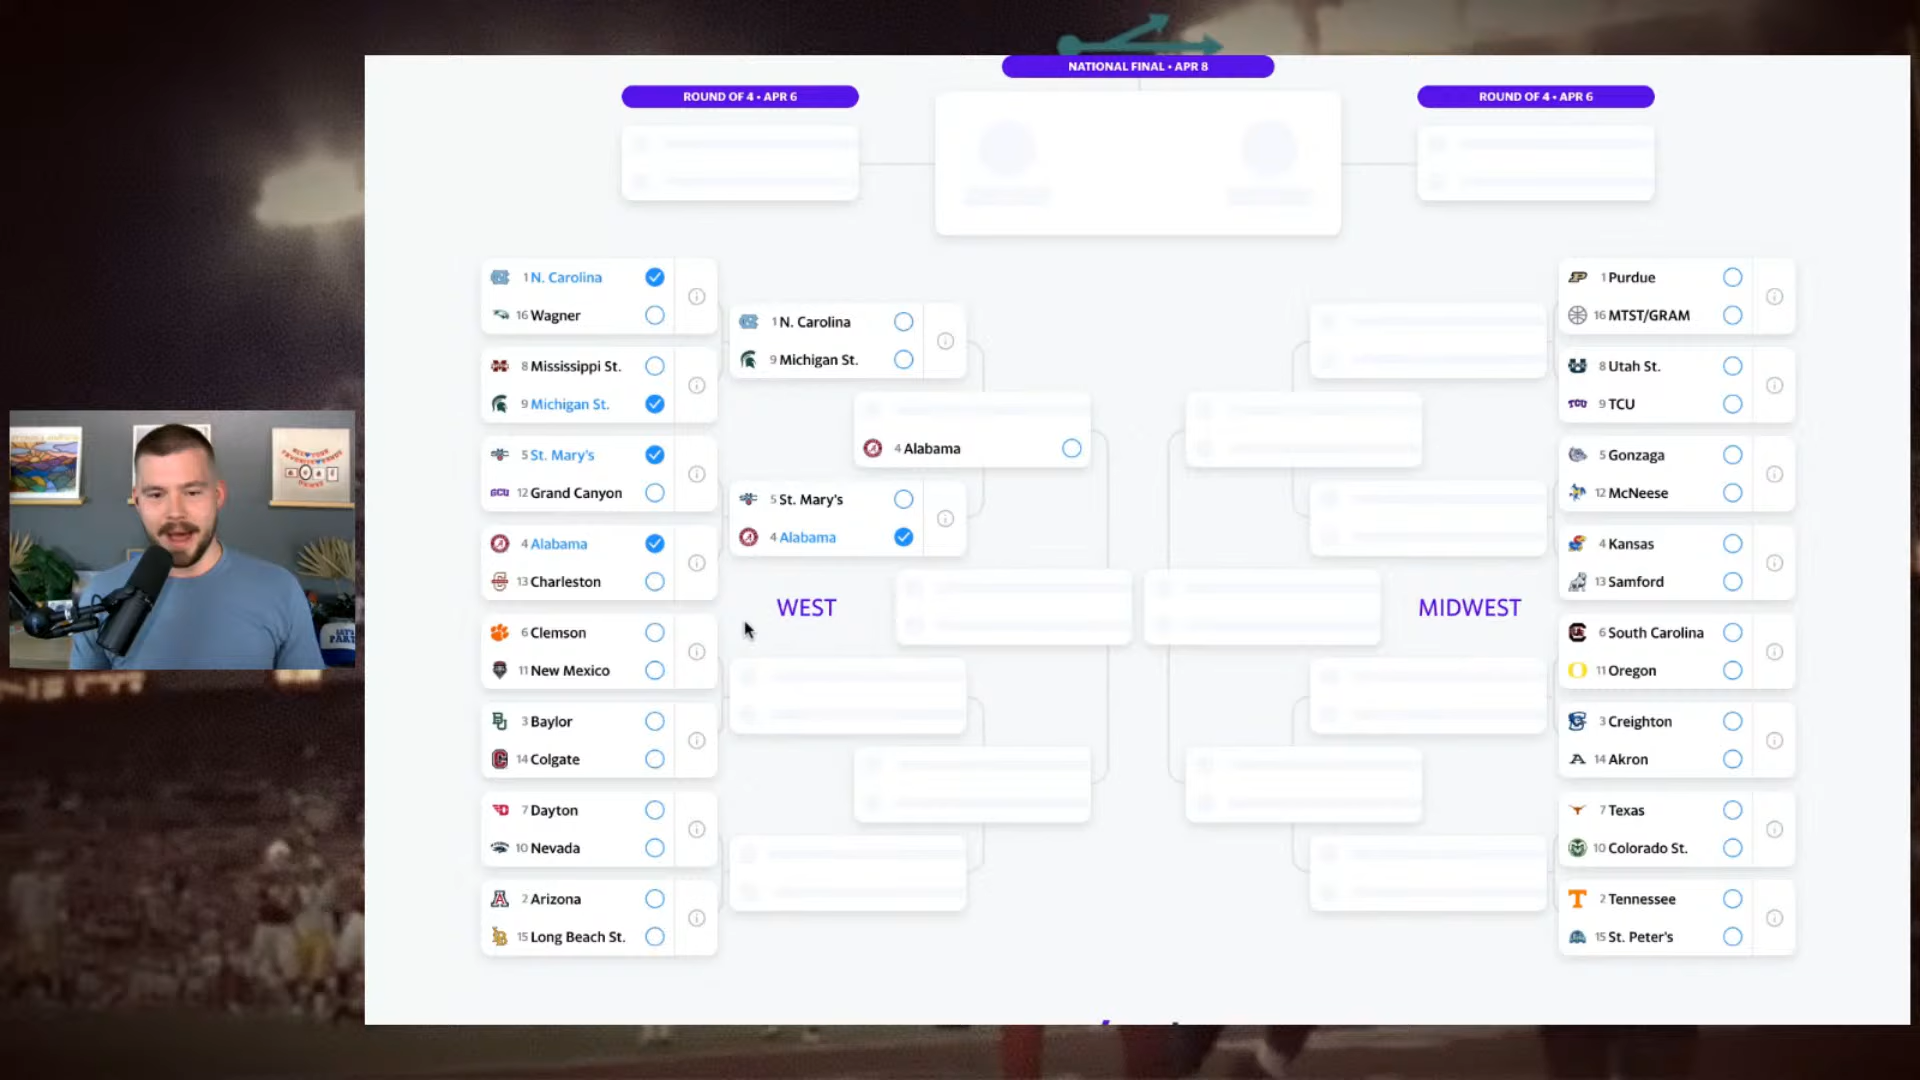 NATIONAL FINAL • APR 8
ROUND OF 4 • APR 6
ROUND OF 4 • APR 6
1 N. Carolina
16 Wagner
8 Mississippi St.
9 Michigan St.
5 St. Mary's
GCU 12 Grand Canyon
4 Alabama
13 Charleston
6 Clemson
11 New Mexico
3 Baylor
14 Colgate
7 Dayton
10 Nevada
2 Arizona
15 Long Beach St.
1 N. Carolina
9 Michigan St.
5 St. Mary's
4 Alabama
4 Alabama
WEST
MIDWEST
1 Purdue
16 MTST/GRAM
8 Utah St.
TCU 9 TCU
5 Gonzaga
12 McNeese
4 Kansas
13 Samford
6 South Carolina
11 Oregon
3 Creighton
14 Akron
7 Texas
10 Colorado St.
2 Tennessee
15 St. Peter's